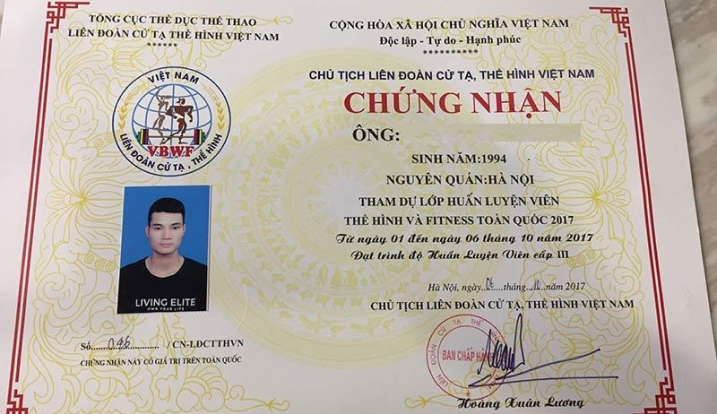 TỔNG CỤC THỂ DỤC THỂ THAO
LIÊN ĐOÀN CỬ TẠ THỂ HÌNH VIỆT NAM
******
CỘNG HÒA XÃ HỘI CHỦ NGHĨA VIỆT NAM
Độc lập - Tự do - Hạnh phúc
**********
VIỆT NAM
VBWF
LIÊN ĐOÀN CỬ TẠ, THỂ HÌNH
CHỦ TỊCH LIÊN ĐOÀN CỬ TẠ, THỂ HÌNH VIỆT NAM
CHỨNG NHẬN
ÔNG:
SINH NĂM:1994
NGUYÊN QUÁN:HÀ NỘI
THAM DỰ LỚP HUẤN LUYỆN VIÊN
THỂ HÌNH VÀ FITNESS TOÀN QUỐC 2017
Từ ngày 01 đến ngày 06 tháng 10 năm 2017
Đạt trình độ Huấn Luyện Viên cấp III
LIVING ELITE
OWN YOUR LIFE
Hà Nội, ngày......tháng......năm 2017
CHỦ TỊCH LIÊN ĐOÀN CỬ TẠ, THỂ HÌNH VIỆT NAM
Số............./CN-LĐCTTHVN
CHỨNG NHẬN NÀY CÓ GIÁ TRỊ TRÊN TOÀN QUỐC
BAN CHẤP HÀNH
Hoàng Xuân Lương